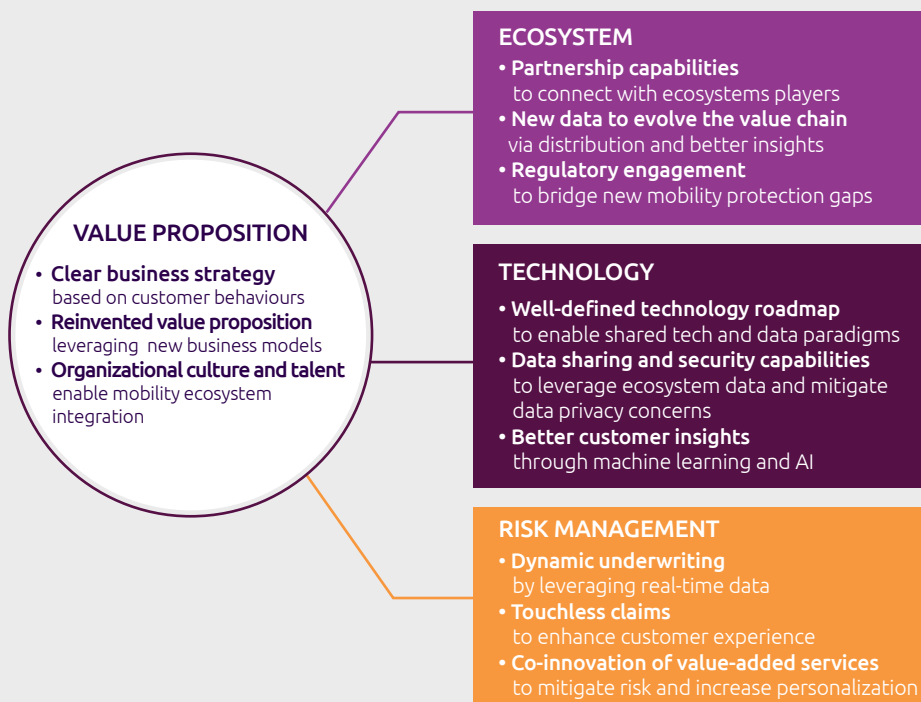 VALUE PROPOSITION
• Clear business strategy
based on customer behaviours
• Reinvented value proposition
leveraging new business models
• Organizational culture and talent
enable mobility ecosystem
integration
ECOSYSTEM
• Partnership capabilities
to connect with ecosystems players
• New data to evolve the value chain
via distribution and better insights
• Regulatory engagement
to bridge new mobility protection gaps
TECHNOLOGY
• Well-defined technology roadmap
to enable shared tech and data paradigms
• Data sharing and security capabilities
to leverage ecosystem data and mitigate
data privacy concerns
• Better customer insights
through machine learning and AI
RISK MANAGEMENT
• Dynamic underwriting
by leveraging real-time data
• Touchless claims
to enhance customer experience
• Co-innovation of value-added services
to mitigate risk and increase personalization